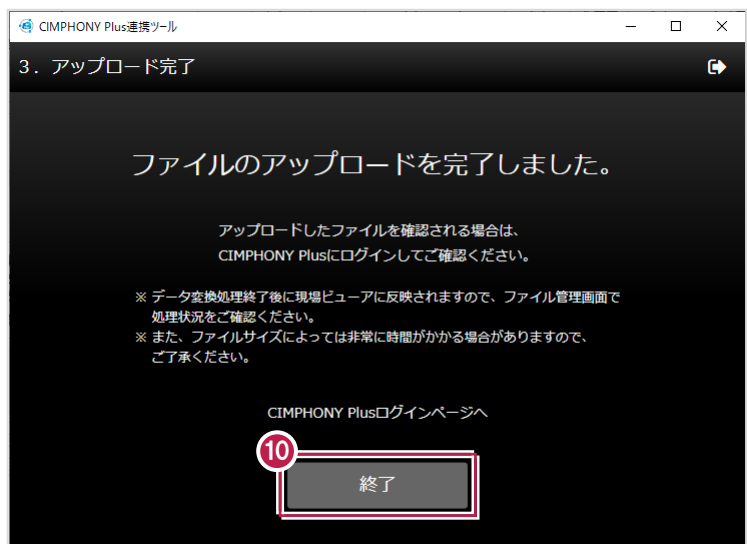 CIMPHONY Plus連携ツール
3．アップロード完了
ファイルのアップロードを完了しました。
アップロードしたファイルを確認される場合は、
CIMPHONY Plusにログインしてご確認ください。
※ データ変換処理終了後に現場ビューアに反映されますので、ファイル管理画面で
処理状況をご確認ください。
※ また、ファイルサイズによっては非常に時間がかかる場合がありますので、
ご了承ください。
CIMPHONY Plusログインページへ
10
終了